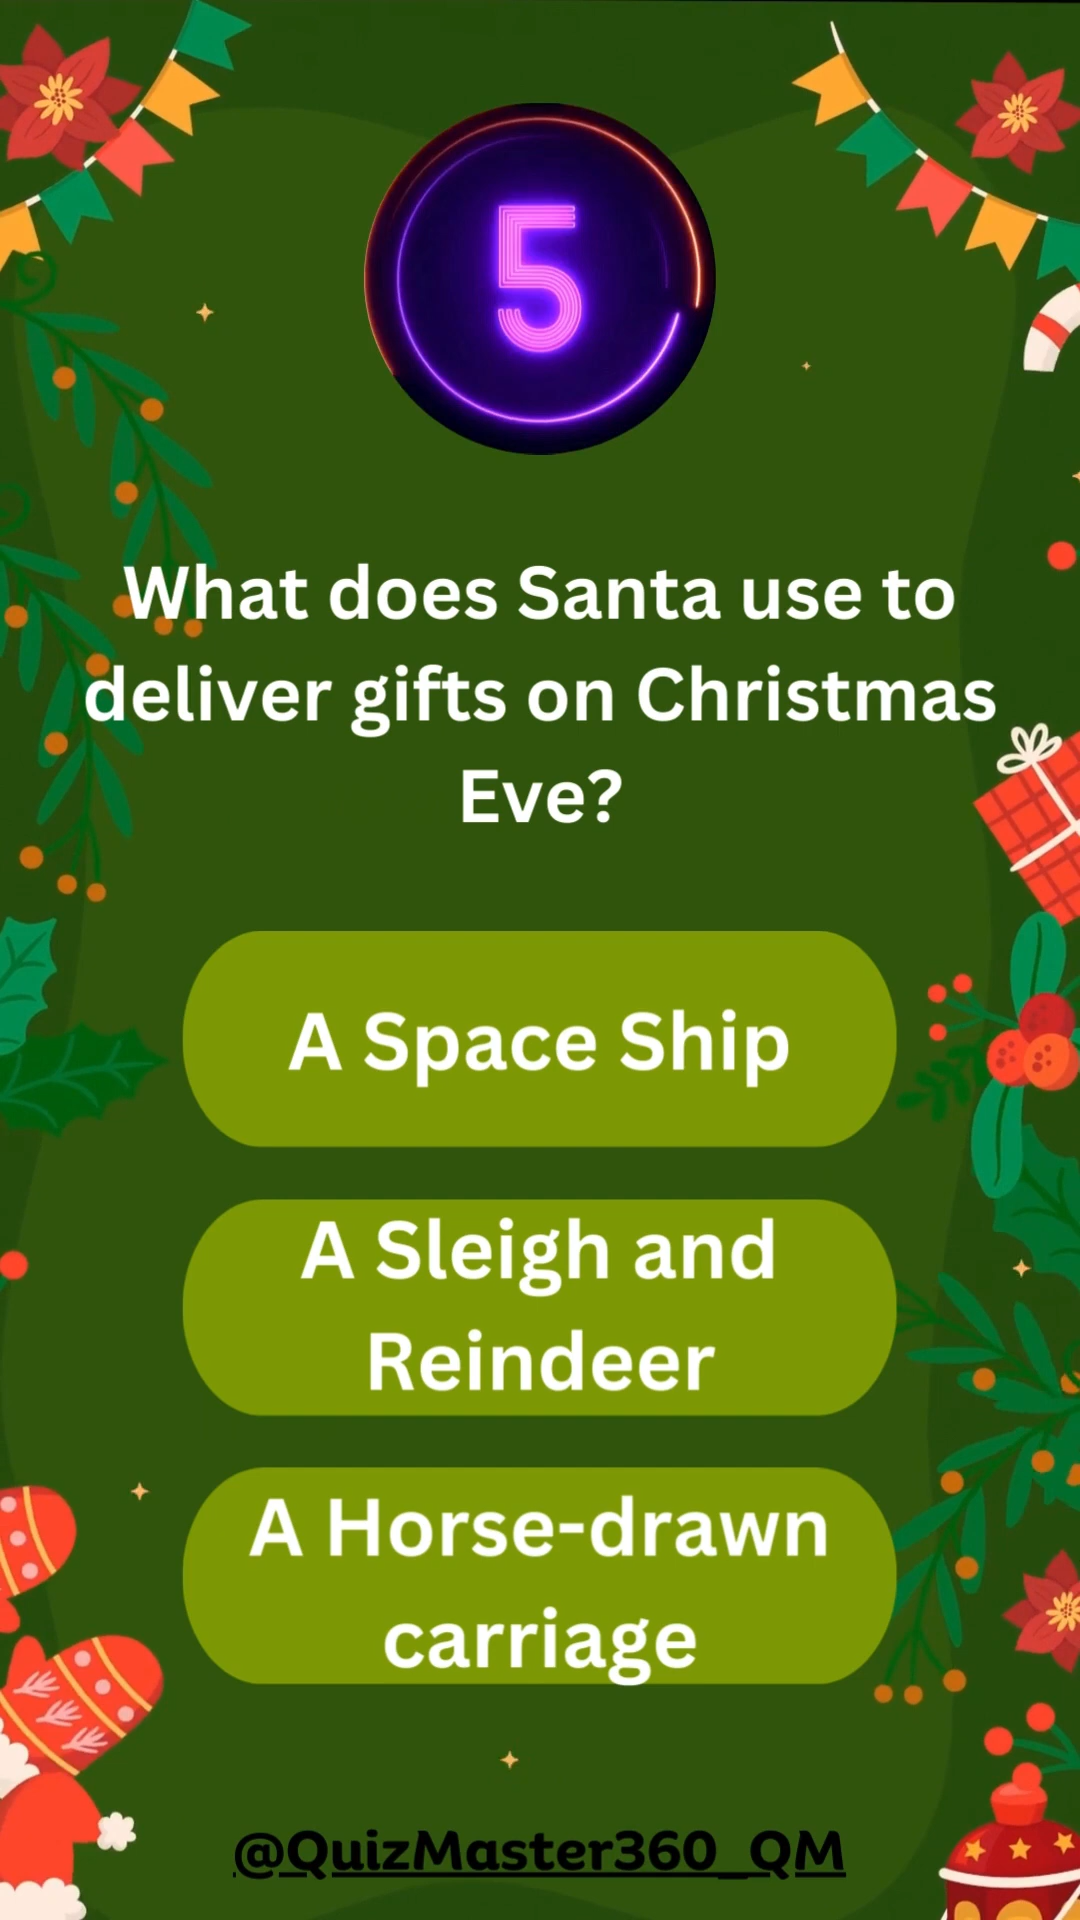 5
What does Santa use to
deliver gifts on Christmas
Eve?
A Space Ship
A Sleigh and
Reindeer
A Horse-drawn
carriage
@QuizMaster360_QM